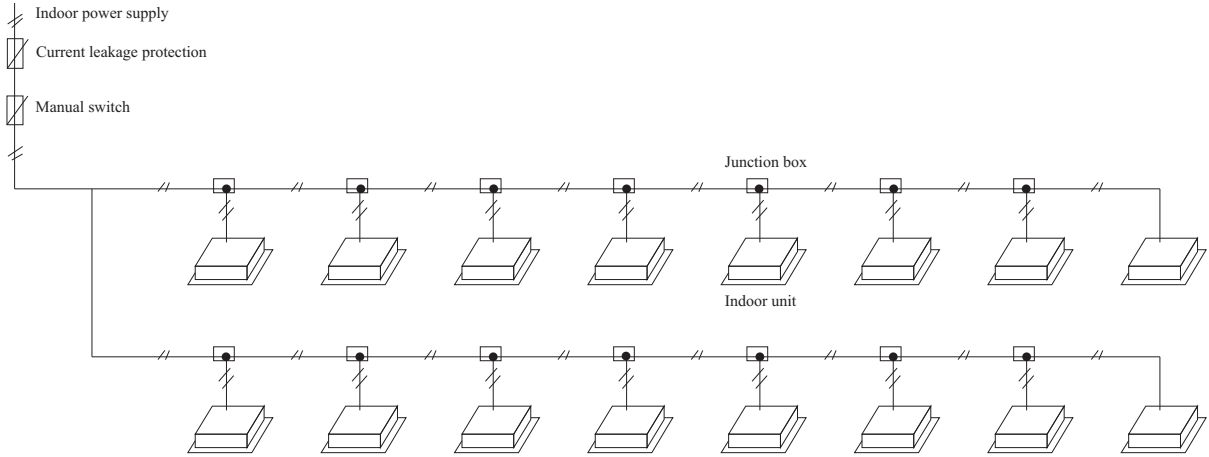 Indoor power supply
Current leakage protection
Manual switch
Junction box
Indoor unit